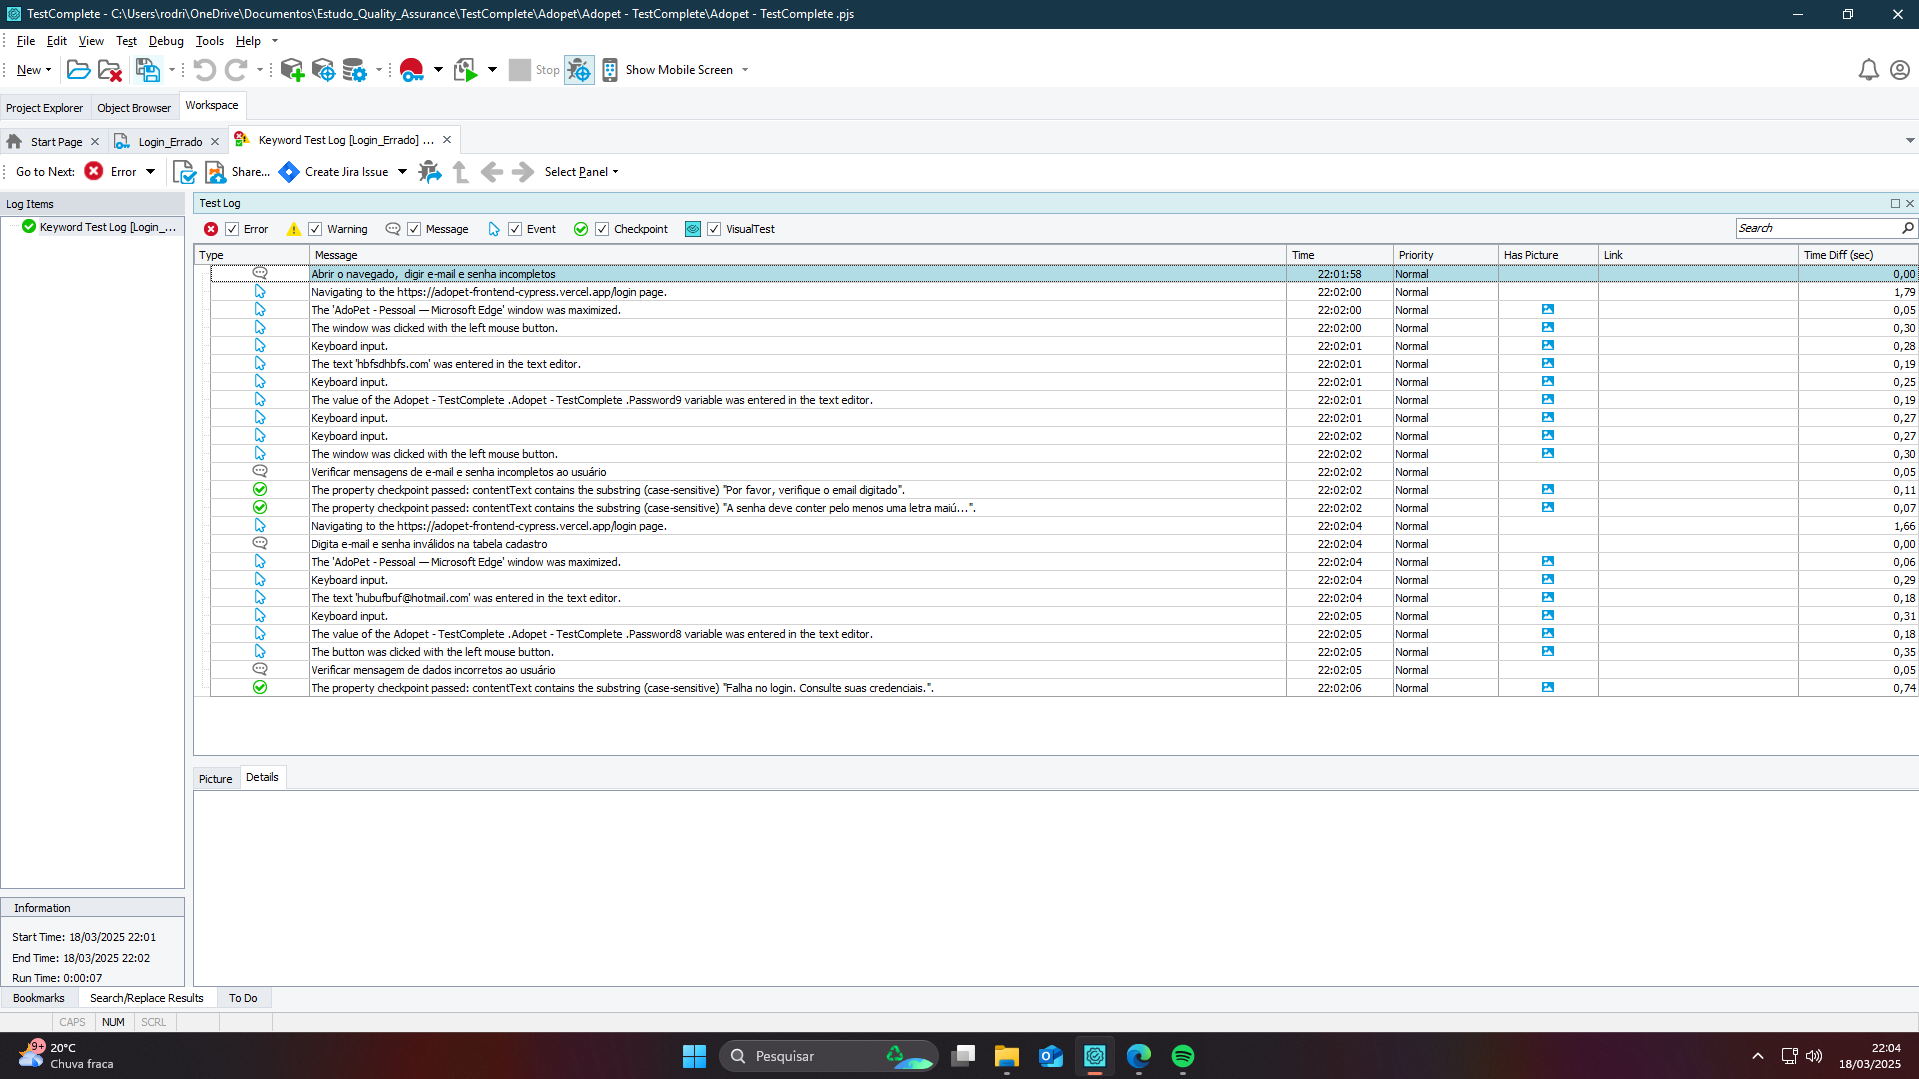 TestComplete - C:\Users\rodri\OneDrive\Documentos\Estudo_Quality_Assurance\TestComplete\Adopet\Adopet - TestComplete\Adopet - TestComplete .pjs
File Edit View Test Debug Tools Help
New Stop Show Mobile Screen
Project Explorer Object Browser Workspace
Start Page Login_Errado Keyword Test Log [Login_Errado] ...
Go to Next: Error Share... Create Jira Issue Select Panel
Log Items
Keyword Test Log [Login_...
Test Log
Error Warning Message Event Checkpoint VisualTest Search
Type Message Time Priority Has Picture Link Time Diff (sec)
Abrir o navegado, digir e-mail e senha incompletos 22:01:58 Normal 0,00
Navigating to the https://adopet-frontend-cypress.vercel.app/login page. 22:02:00 Normal 1,79
The 'AdoPet - Pessoal — Microsoft Edge' window was maximized. 22:02:00 Normal 0,05
The window was clicked with the left mouse button. 22:02:00 Normal 0,30
Keyboard input. 22:02:01 Normal 0,28
The text 'hbfsdhbfs.com' was entered in the text editor. 22:02:01 Normal 0,19
Keyboard input. 22:02:01 Normal 0,25
The value of the Adopet - TestComplete .Adopet - TestComplete .Password9 variable was entered in the text editor. 22:02:01 Normal 0,19
Keyboard input. 22:02:01 Normal 0,27
Keyboard input. 22:02:02 Normal 0,27
The window was clicked with the left mouse button. 22:02:02 Normal 0,30
Verificar mensagens de e-mail e senha incompletos ao usuário 22:02:02 Normal 0,05
The property checkpoint passed: contentText contains the substring (case-sensitive) "Por favor, verifique o email digitado". 22:02:02 Normal 0,11
The property checkpoint passed: contentText contains the substring (case-sensitive) "A senha deve conter pelo menos uma letra maiú...". 22:02:02 Normal 0,07
Navigating to the https://adopet-frontend-cypress.vercel.app/login page. 22:02:04 Normal 1,66
Digita e-mail e senha inválidos na tabela cadastro 22:02:04 Normal 0,00
The 'AdoPet - Pessoal — Microsoft Edge' window was maximized. 22:02:04 Normal 0,06
Keyboard input. 22:02:04 Normal 0,29
The text 'hubufbuf@hotmail.com' was entered in the text editor. 22:02:04 Normal 0,18
Keyboard input. 22:02:05 Normal 0,31
The value of the Adopet - TestComplete .Adopet - TestComplete .Password8 variable was entered in the text editor. 22:02:05 Normal 0,18
The button was clicked with the left mouse button. 22:02:05 Normal 0,35
Verificar mensagem de dados incorretos ao usuário 22:02:05 Normal 0,05
The property checkpoint passed: contentText contains the substring (case-sensitive) "Falha no login. Consulte suas credenciais.". 22:02:06 Normal 0,74
Picture Details
Information
Start Time: 18/03/2025 22:01
End Time: 18/03/2025 22:02
Run Time: 0:00:07
Bookmarks Search/Replace Results To Do
CAPS NUM SCRL
9+ 20°C
Chuva fraca
Pesquisar
22:04
18/03/2025